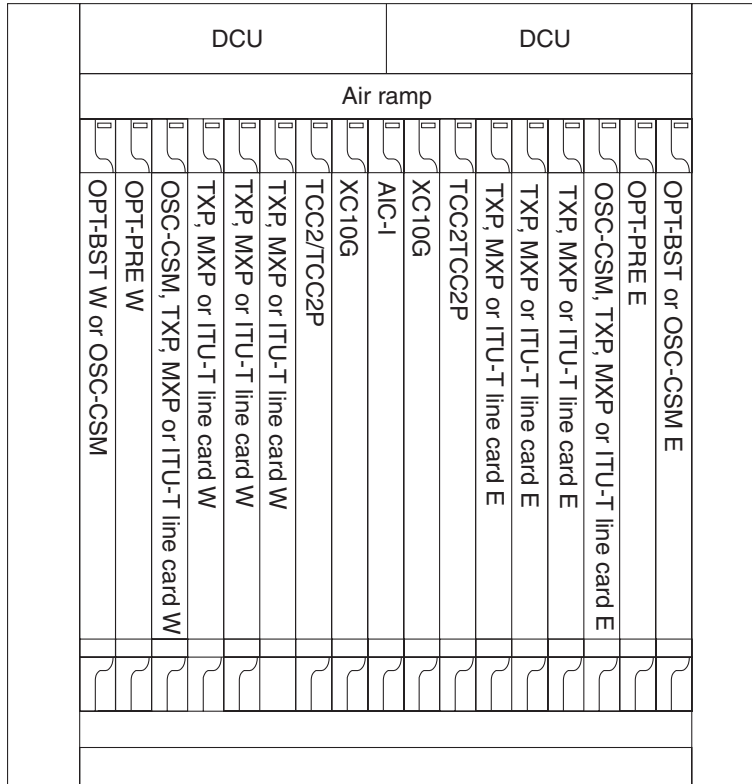 DCU
DCU
Air ramp
OPT-BST W or OSC-CSM
OPT-PRE W
OSC-CSM, TXP, MXP or ITU-T line card W
TXP, MXP or ITU-T line card W
TXP, MXP or ITU-T line card W
TXP, MXP or ITU-T line card W
TCC2/TCC2P
XC10G
AIC-I
XC10G
TCC2TCC2P
TXP, MXP or ITU-T line card E
TXP, MXP or ITU-T line card E
TXP, MXP or ITU-T line card E
OSC-CSM, TXP, MXP or ITU-T line card E
OPT-PRE E
OPT-BST or OSC-CSM E